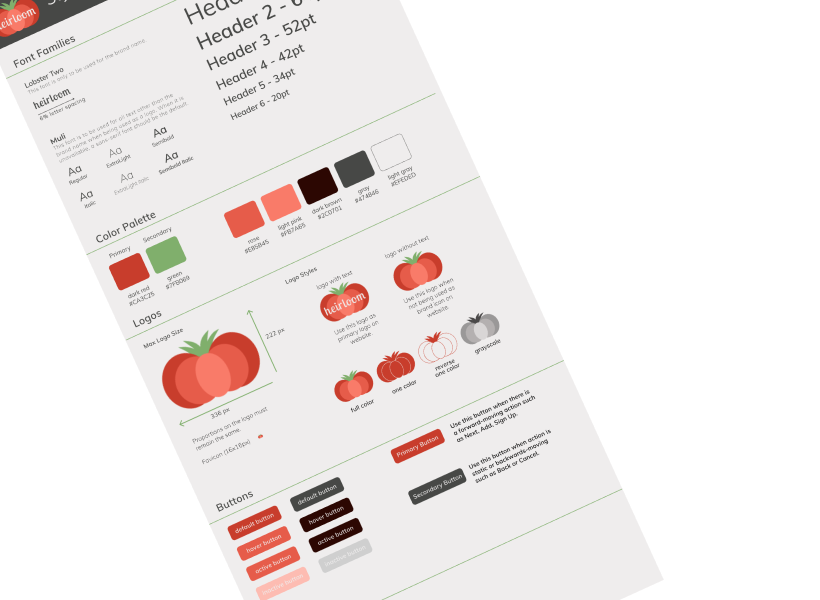 heirloom
Header 2 - 6
Header 3 - 52pt
Header 4 - 42pt
Header 5 - 34pt
Header 6 - 20pt
Font Families
Lobster Two
This font is only to be used for the brand name
heirloom
4% letter spacing
Muli
This font is to be used for all text other than the
brand name when being used as a logo. When it is
unavailable, a sans-serif font should be the default.
Aa
Regular
Aa
ExtraLight
Aa
Semibold
Aa
Italic
Aa
ExtraLight Italic
Aa
Semibold Italic
Color Palette
Primary
Secondary
dark red
#CA3C25
green
#7FB069
rose
#E85B45
light pink
#FB7A65
dark brown
#2C0701
gray
#474846
light gray
#EFEDED
Logos
Max Logo Size
222 px
336 px
Proportions on the logo must
remain the same.
Favicon (16x16px)
Logo Styles
logo with text
heirloom
Use this logo as
primary logo on
website.
logo without text
Use this logo when
not being used as
brand icon on
website.
full color
one color
reverse
one color
grayscale
Buttons
default button
hover button
active button
inactive button
default button
hover button
active button
inactive button
Primary Button
Use this button when there is
a forward-moving action such
as Next, Add, Sign Up.
Secondary Button
Use this button when action is
static or backwards-moving
such as Back or Cancel.